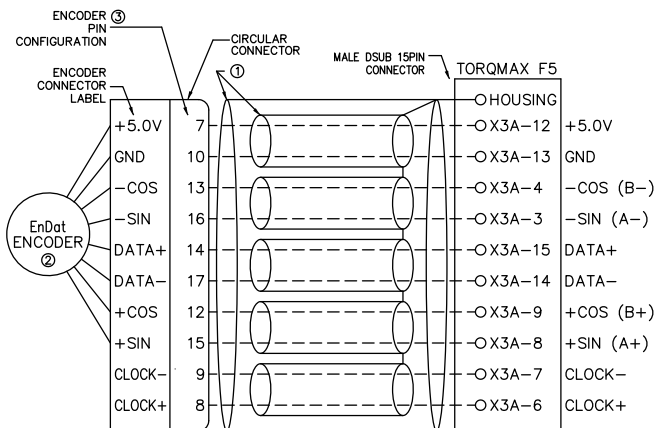 ENCODER ③
PIN
CONFIGURATION
CIRCULAR
CONNECTOR
①
MALE DSUB 15PIN
CONNECTOR
TORQMAX F5
ENCODER
CONNECTOR
LABEL
HOUSING
+5.0V 7 X3A-12 +5.0V
GND 10 X3A-13 GND
-COS 13 X3A-4 -COS (B-)
-SIN 16 X3A-3 -SIN (A-)
EnDat
ENCODER
②
DATA+ 14 X3A-15 DATA+
DATA- 17 X3A-14 DATA-
+COS 12 X3A-9 +COS (B+)
+SIN 15 X3A-8 +SIN (A+)
CLOCK- 9 X3A-7 CLOCK-
CLOCK+ 8 X3A-6 CLOCK+